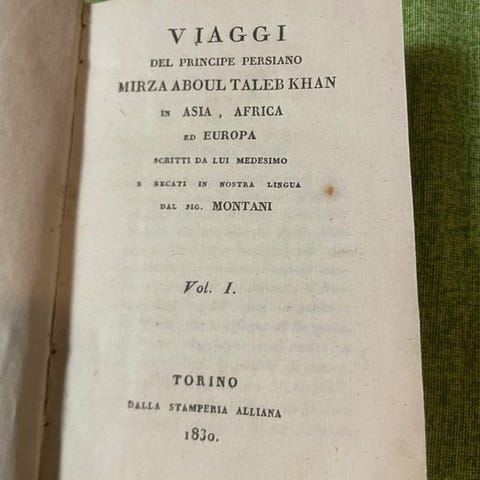 VIAGGI
DEL PRINCIPE PERSIANO
MIRZA ABOUL TALEB KHAN
IN ASIA, AFRICA
ED EUROPA
SCRITTI DA LUI MEDESIMO
E RECATI IN NOSTRA LINGUA
DAL SIG. MONTANI
Vol. I.
TORINO
DALLA STAMPERIA ALLIANA
1830.